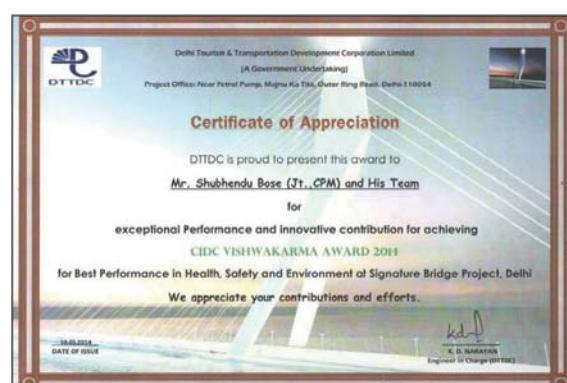 DTTDC
Delhi Tourism & Transportation Development Corporation Limited
(A Government Undertaking)
Project Office: Near Petrol Pump, Majnu Ka Tila, Outer Ring Road, Delhi-110054
Certificate of Appreciation
DTTDC is proud to present this award to
Mr. Shubhendu Bose (Jt., CPM) and His Team
for
exceptional Performance and innovative contribution for achieving
CIDC VISHWAKARMA AWARD 2014
for Best Performance in Health, Safety and Environment at Signature Bridge Project, Delhi
We appreciate your contributions and efforts.
10.05.2014
DATE OF ISSUE
K. D. NARAYAN
Engineer in Charge (DTTDC)